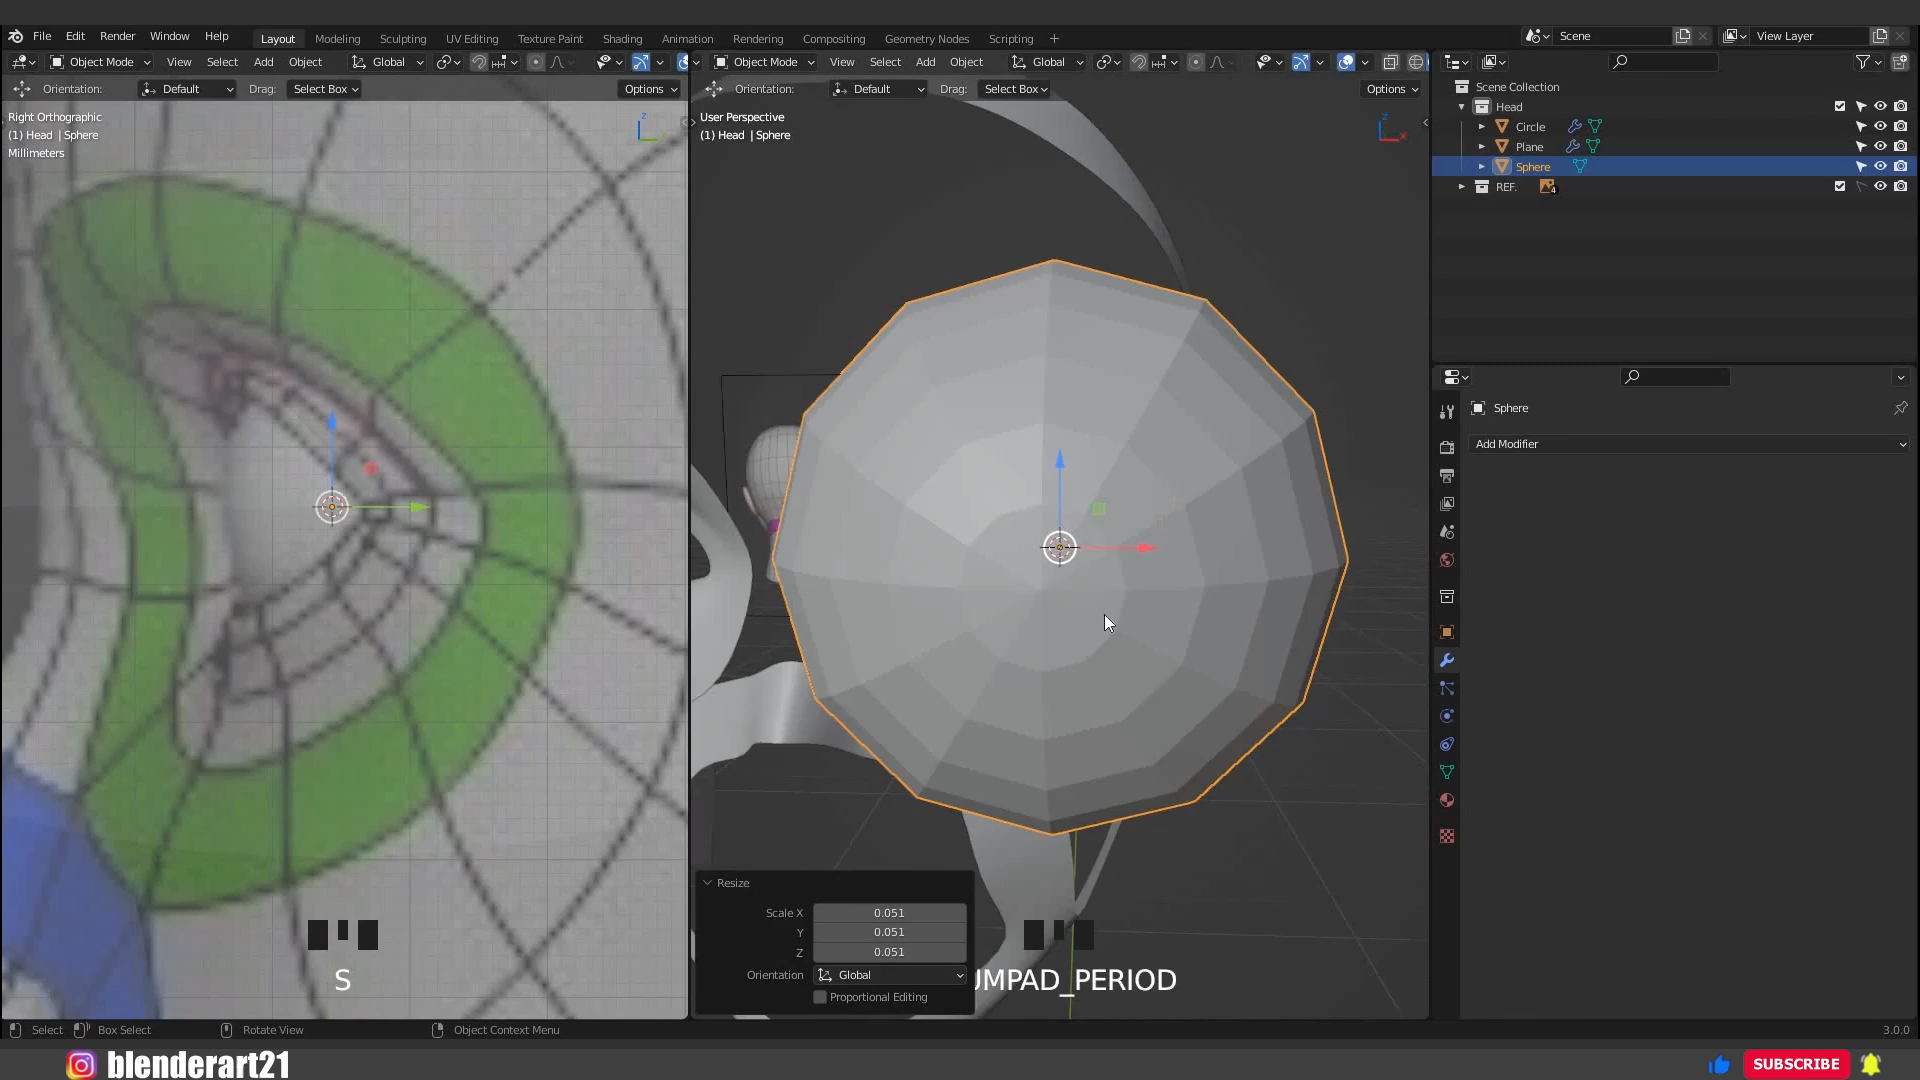 File Edit Render Window Help Layout Modeling Sculpting UV Editing Texture Paint Shading Animation Rendering Compositing Geometry Nodes Scripting + Scene View Layer
Object Mode View Select Add Object Global
Object Mode View Select Add Object Global
Orientation: Default Drag: Select Box Options
Orientation: Default Drag: Select Box Options
Right Orthographic
(1) Head | Sphere
Millimeters
User Perspective
(1) Head | Sphere
Scene Collection
Head
Circle
Plane
Sphere
REF.
4
Sphere
Add Modifier
Resize
Scale X 0.051
Y 0.051
Z 0.051
Orientation Global
Proportional Editing
S
UMPAD_PERIOD
Select Box Select Rotate View Object Context Menu 3.0.0
blenderart21
SUBSCRIBE